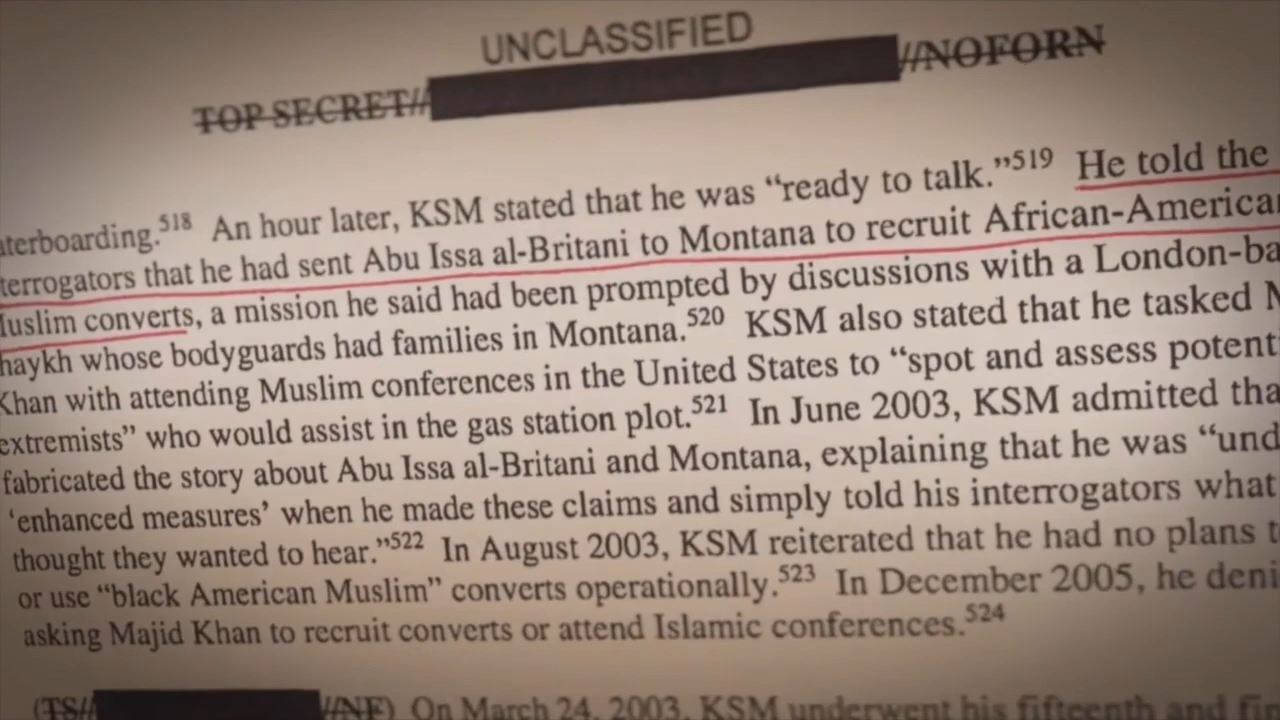 UNCLASSIFIED
TOP SECRET// //NOFORN
aterboarding.518 An hour later, KSM stated that he was “ready to talk.”519 He told the
terrogators that he had sent Abu Issa al-Britani to Montana to recruit African-America
Muslim converts, a mission he said had been prompted by discussions with a London-ba
haykh whose bodyguards had families in Montana.520 KSM also stated that he tasked M
Khan with attending Muslim conferences in the United States to “spot and assess potent
extremists” who would assist in the gas station plot.521 In June 2003, KSM admitted tha
fabricated the story about Abu Issa al-Britani and Montana, explaining that he was “und
‘enhanced measures’ when he made these claims and simply told his interrogators what
thought they wanted to hear.”522 In August 2003, KSM reiterated that he had no plans t
or use “black American Muslim” converts operationally.523 In December 2005, he deni
asking Majid Khan to recruit converts or attend Islamic conferences.524
(TS// //NF) On March 24, 2003, KSM underwent his fifteenth and